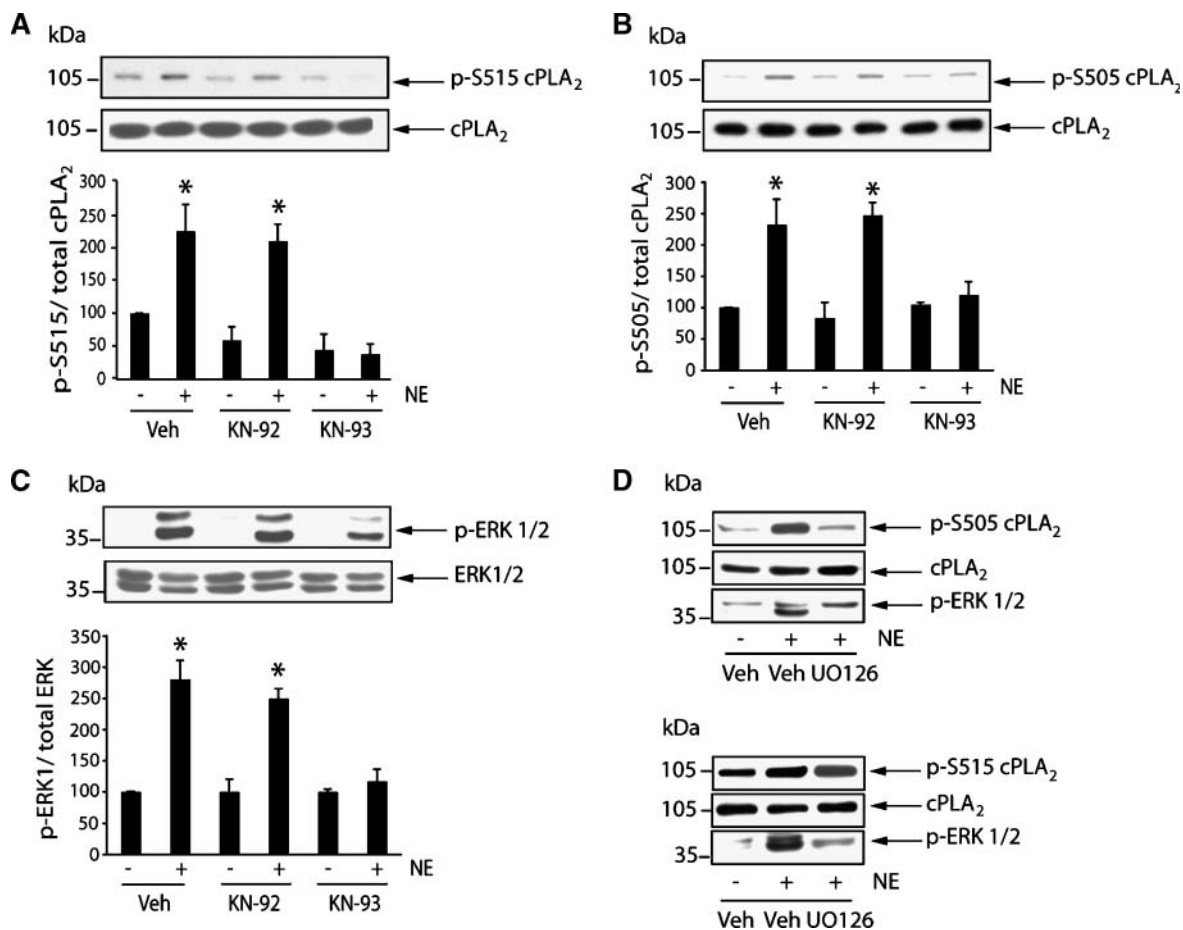 A
kDa
105
p-S515 cPLA₂
105
cPLA₂
p-S515/ total cPLA₂
300
250
200
150
100
50
0
* *
- + - + - + NE
Veh KN-92 KN-93
B
kDa
105
p-S505 cPLA₂
105
cPLA₂
p-S505/ total cPLA₂
300
250
200
150
100
50
0
* *
- + - + - + NE
Veh KN-92 KN-93
C
kDa
35
p-ERK 1/2
35
ERK1/2
p-ERK1/ total ERK
350
300
250
200
150
100
50
0
* *
- + - + - + NE
Veh KN-92 KN-93
D
kDa
105
p-S505 cPLA₂
105
cPLA₂
35
p-ERK 1/2
- + + NE
Veh Veh UO126
kDa
105
p-S515 cPLA₂
105
cPLA₂
35
p-ERK 1/2
- + + NE
Veh Veh UO126